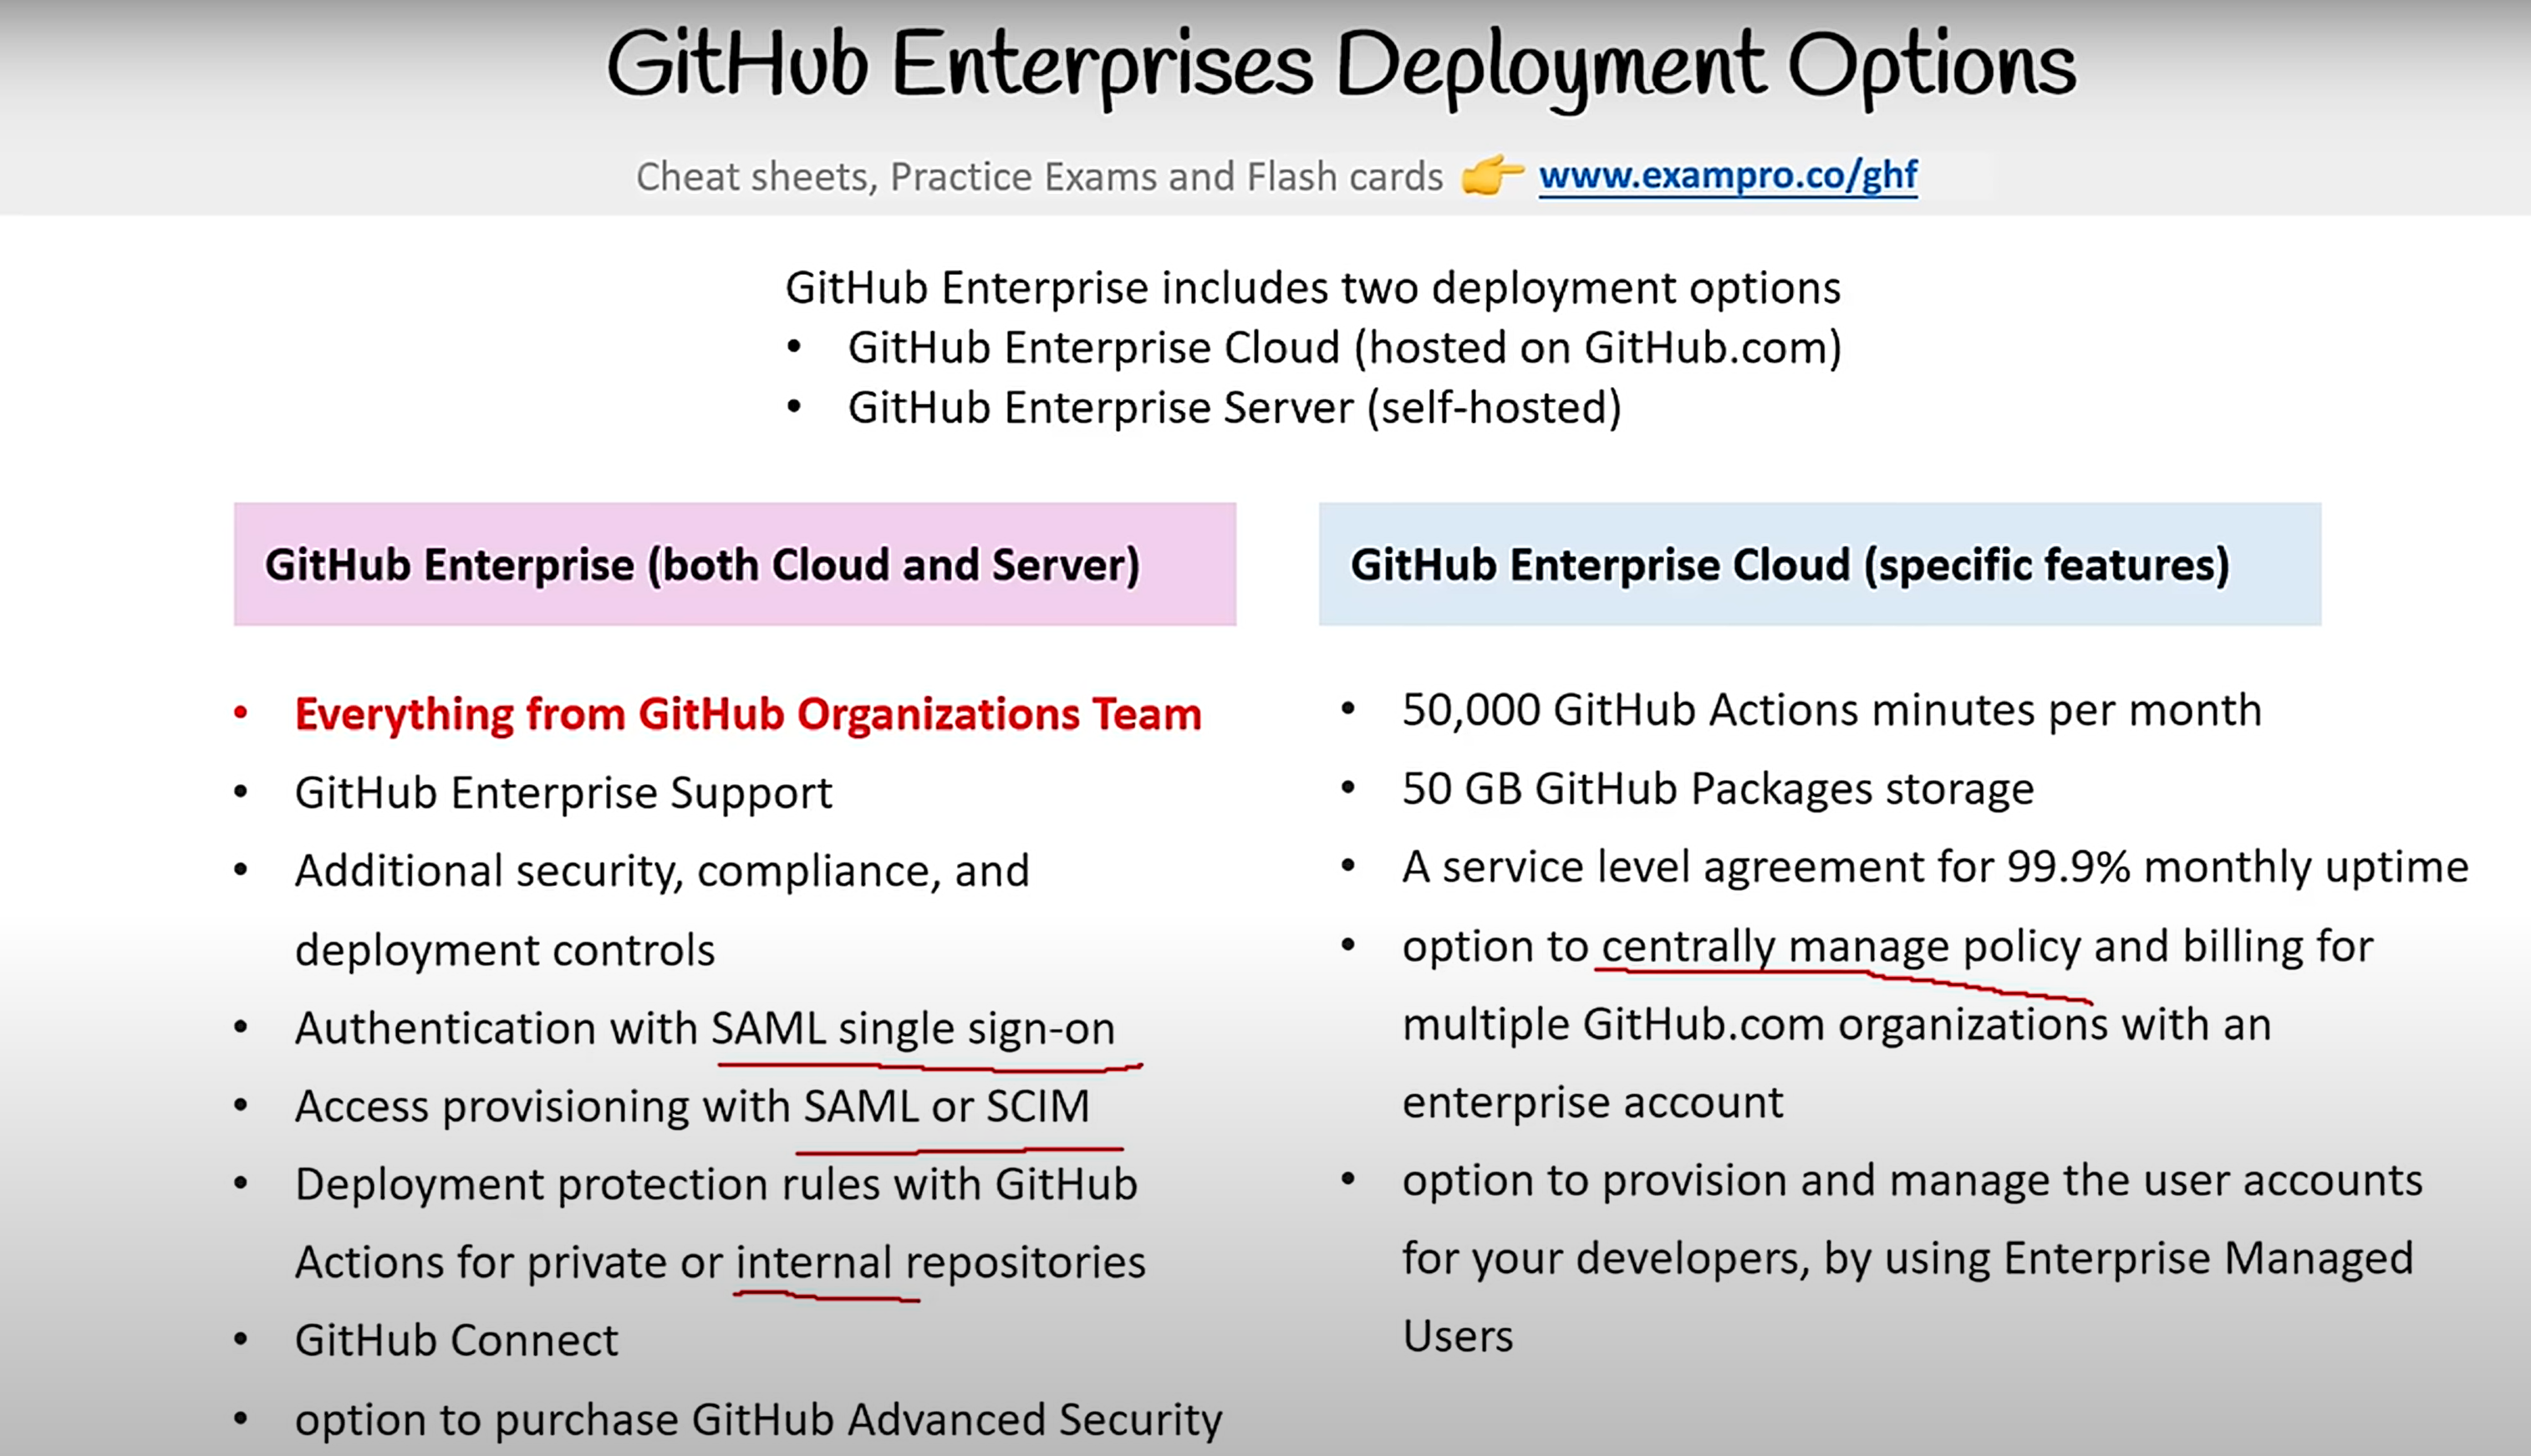 GitHub Enterprises Deployment Options
Cheat sheets, Practice Exams and Flash cards 👉 www.exampro.co/ghf
GitHub Enterprise includes two deployment options
• GitHub Enterprise Cloud (hosted on GitHub.com)
• GitHub Enterprise Server (self-hosted)
GitHub Enterprise (both Cloud and Server)
• Everything from GitHub Organizations Team
• GitHub Enterprise Support
• Additional security, compliance, and
deployment controls
• Authentication with SAML single sign-on
• Access provisioning with SAML or SCIM
• Deployment protection rules with GitHub
Actions for private or internal repositories
• GitHub Connect
• option to purchase GitHub Advanced Security
GitHub Enterprise Cloud (specific features)
• 50,000 GitHub Actions minutes per month
• 50 GB GitHub Packages storage
• A service level agreement for 99.9% monthly uptime
• option to centrally manage policy and billing for
multiple GitHub.com organizations with an
enterprise account
• option to provision and manage the user accounts
for your developers, by using Enterprise Managed
Users